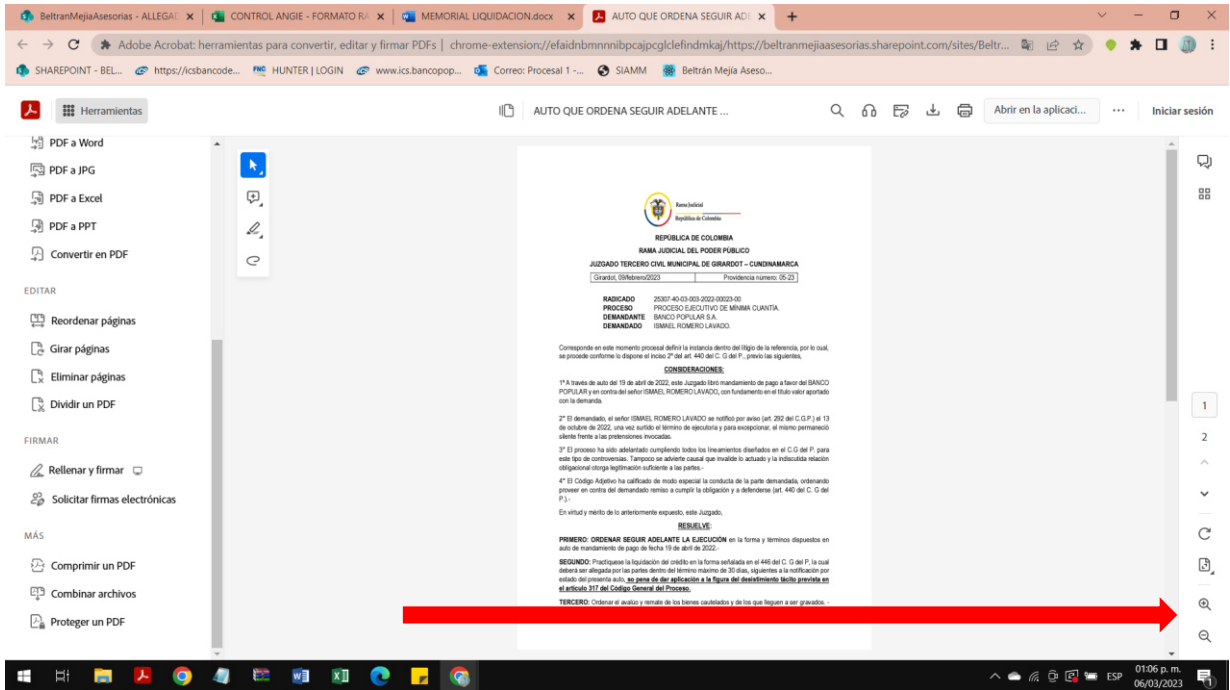 BeltranMejiaAsesorias - ALLEGAD
CONTROL ANGIE - FORMATO RA
MEMORIAL LIQUIDACION.docx
AUTO QUE ORDENA SEGUIR ADE
Adobe Acrobat: herramientas para convertir, editar y firmar PDFs | chrome-extension://efaidnbmnnnibpcajpcglclefindmkaj/https://beltranmejiaasesorias.sharepoint.com/sites/Beltr...
SHAREPOINT - BEL...
https://icsbancode...
HUNTER | LOGIN
www.ics.bancopop...
Correo: Procesal 1 -...
SIAMM
Beltrán Mejía Aseso...
Herramientas
AUTO QUE ORDENA SEGUIR ADELANTE ...
Abrir en la aplicaci...
Iniciar sesión
PDF a Word
PDF a JPG
PDF a Excel
PDF a PPT
Convertir en PDF
EDITAR
Reordenar páginas
Girar páginas
Eliminar páginas
Dividir un PDF
FIRMAR
Rellenar y firmar
Solicitar firmas electrónicas
MÁS
Comprimir un PDF
Combinar archivos
Proteger un PDF
Rama Judicial
República de Colombia
REPÚBLICA DE COLOMBIA
RAMA JUDICIAL DEL PODER PÚBLICO
JUZGADO TERCERO CIVIL MUNICIPAL DE GIRARDOT – CUNDINAMARCA
Girardot, 09/febrero/2023 Providencia número: 05-23
RADICADO 25307-40-03-003-2022-00023-00
PROCESO PROCESO EJECUTIVO DE MÍNIMA CUANTÍA.
DEMANDANTE BANCO POPULAR S.A.
DEMANDADO ISMAEL ROMERO LAVADO.
Corresponde en este momento procesal definir la instancia dentro del litigio de la referencia, por lo cual,
se procede conforme lo dispone el inciso 2º del art. 440 del C. G del P., previo las siguientes,
CONSIDERACIONES:
1º A través de auto del 19 de abril de 2022, este Juzgado libró mandamiento de pago a favor del BANCO
POPULAR y en contra del señor ISMAEL ROMERO LAVADO, con fundamento en el título valor aportado
con la demanda.
2º El demandado, el señor ISMAEL ROMERO LAVADO se notificó por aviso (art. 292 del C.G.P.) el 13
de octubre de 2022, una vez surtido el término de ejecutoria y para excepcionar, el mismo permaneció
silente frente a las pretensiones invocadas.
3º El proceso ha sido adelantado cumpliendo todos los lineamientos diseñados en el C.G del P. para
este tipo de controversias. Tampoco se advierte causal que invalide lo actuado y la indiscutida relación
obligacional otorga legitimación suficiente a las partes.-
4º El Código Adjetivo ha calificado de modo especial la conducta de la parte demandada, ordenando
proveer en contra del demandado remiso a cumplir la obligación y a defenderse (art. 440 del C. G del
P.).-
En virtud y mérito de lo anteriormente expuesto, este Juzgado,
RESUELVE:
PRIMERO: ORDENAR SEGUIR ADELANTE LA EJECUCIÓN en la forma y términos dispuestos en
auto de mandamiento de pago de fecha 19 de abril de 2022.-
SEGUNDO: Practíquese la liquidación del crédito en la forma señalada en el 446 del C. G del P, la cual
deberá ser allegada por las partes dentro del término máximo de 30 días, siguientes a la notificación por
estado del presenta auto, so pena de dar aplicación a la figura del desistimiento tácito prevista en
el artículo 317 del Código General del Proceso.
TERCERO: Ordenar el avalúo y remate de los bienes cautelados y de los que lleguen a ser gravados. -
1
2
ESP
01:06 p. m.
06/03/2023